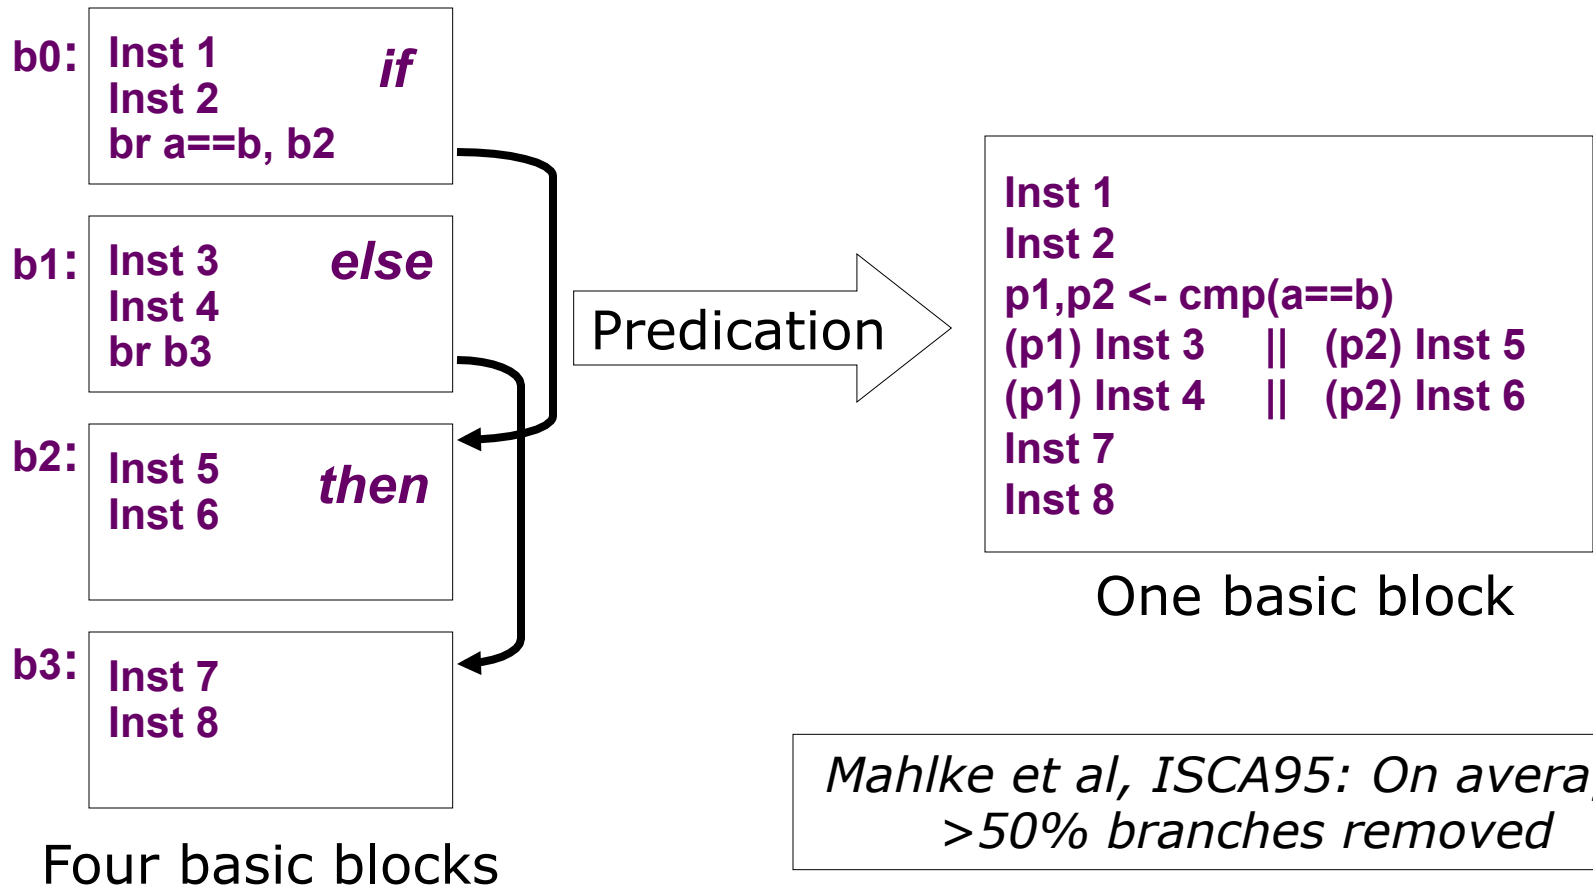 b0:
Inst 1
if
Inst 2
br a==b, b2
b1:
Inst 3
else
Inst 4
br b3
b2:
Inst 5
then
Inst 6
b3:
Inst 7
Inst 8
Four basic blocks
Predication
Inst 1
Inst 2
p1,p2 <- cmp(a==b)
(p1) Inst 3 || (p2) Inst 5
(p1) Inst 4 || (p2) Inst 6
Inst 7
Inst 8
One basic block
Mahlke et al, ISCA95: On
>50% branches removed